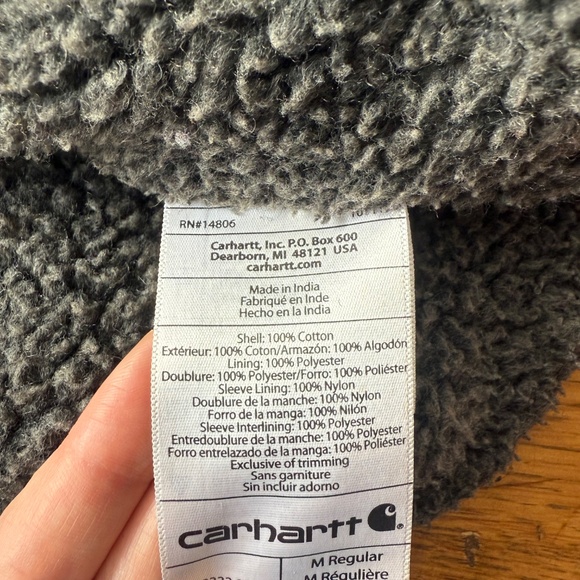 RN#14806
Carhartt, Inc. P.O. Box 600
Dearborn, MI 48121 USA
carhartt.com
Made in India
Fabriqué en Inde
Hecho en la India
Shell: 100% Cotton
Extérieur: 100% Coton/Armazón: 100% Algodón
Lining: 100% Polyester
Doublure: 100% Polyester/Forro: 100% Poliéster
Sleeve Lining: 100% Nylon
Doublure de la manche: 100% Nylon
Forro de la manga: 100% Nilón
Sleeve Interlining: 100% Polyester
Entredoublure de la manche: 100% Polyester
Forro entrelazado de la manga: 100% Poliéster
Exclusive of trimming
Sans garniture
Sin incluir adorno
carhartt
M Regular
M Régulière